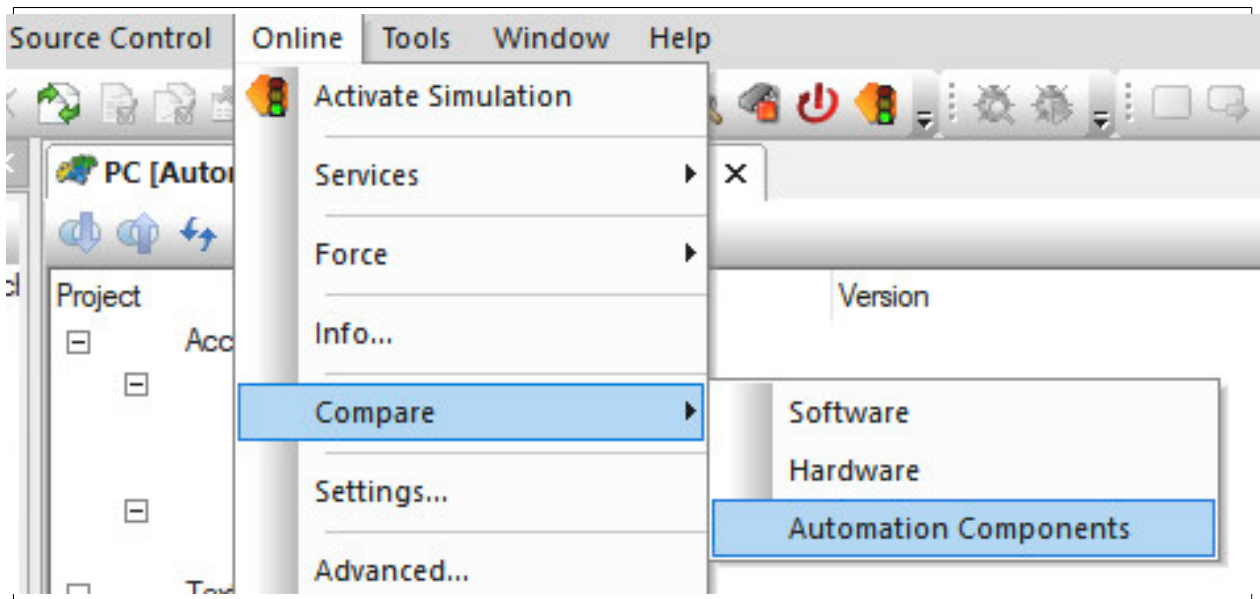 Source Control Online Tools Window Help
Activate Simulation
PC [Autor
Services
Force
Project Version
Info...
Acc
Compare
Software
Hardware
Settings...
Automation Components
Advanced...